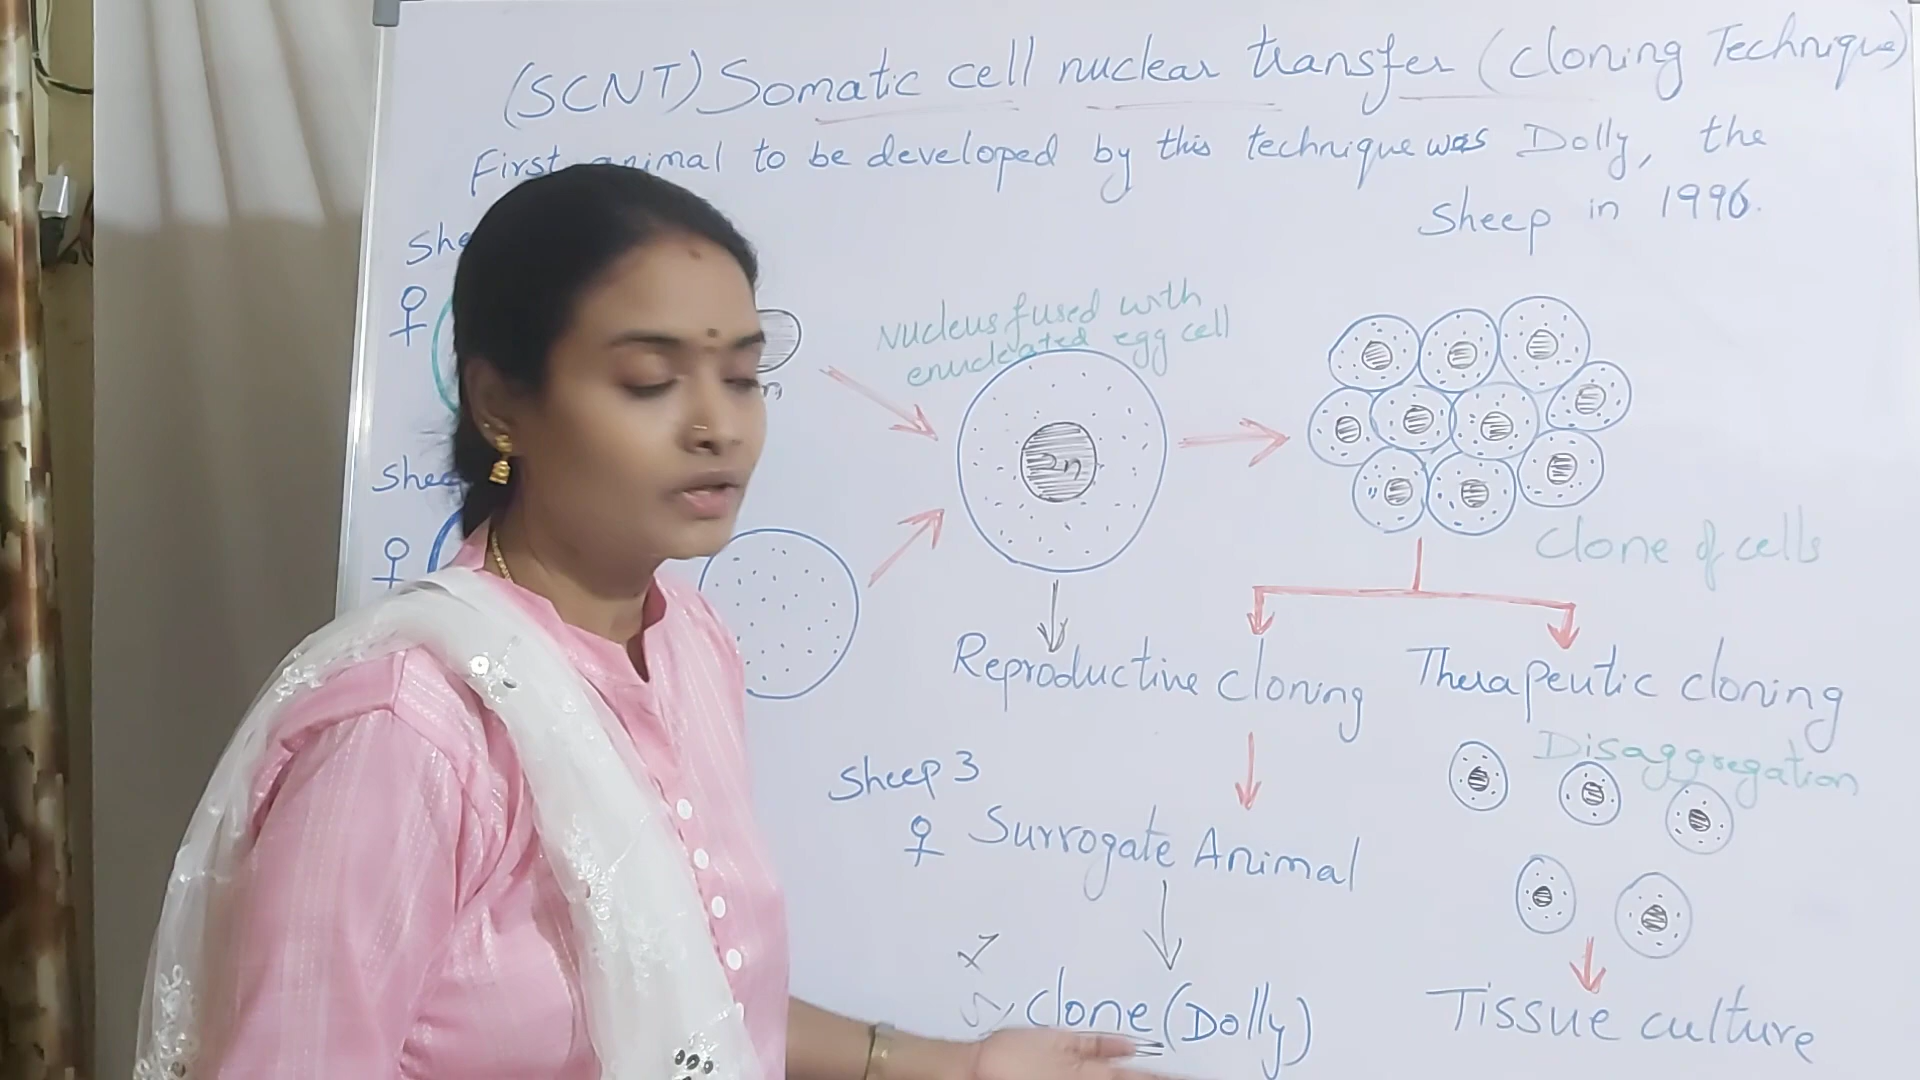 (SCNT) Somatic cell nuclear transfer (Cloning Technique)
First animal to be developed by this technique was Dolly, the
Sheep in 1996.
♀
Nucleus fused with
enucleated egg cell
2n
Clone of cells
♀
Reproductive cloning
Therapeutic cloning
Disaggregation
Sheep 3
♀ Surrogate Animal
Clone (Dolly)
Tissue culture